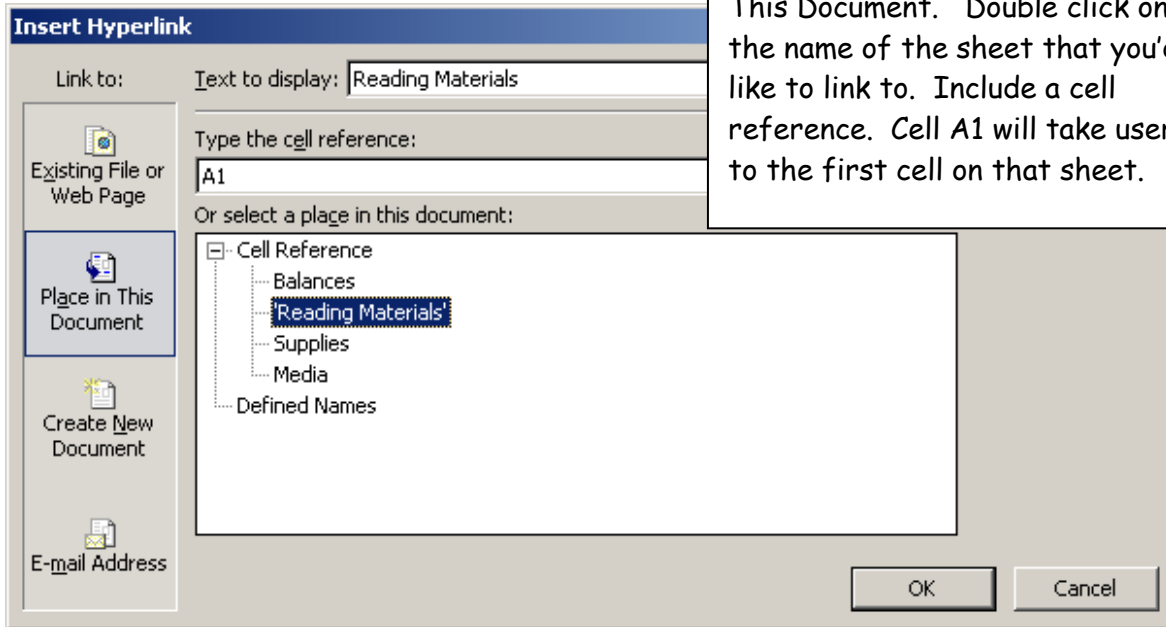 This Document. Double click on
the name of the sheet that you'
like to link to. Include a cell
reference. Cell A1 will take user
to the first cell on that sheet.
Insert Hyperlink
Link to:
Text to display: Reading Materials
Existing File or
Web Page
Place in This
Document
Create New
Document
E-mail Address
Type the cell reference:
A1
Or select a place in this document:
Cell Reference
Balances
'Reading Materials'
Supplies
Media
Defined Names
OK
Cancel